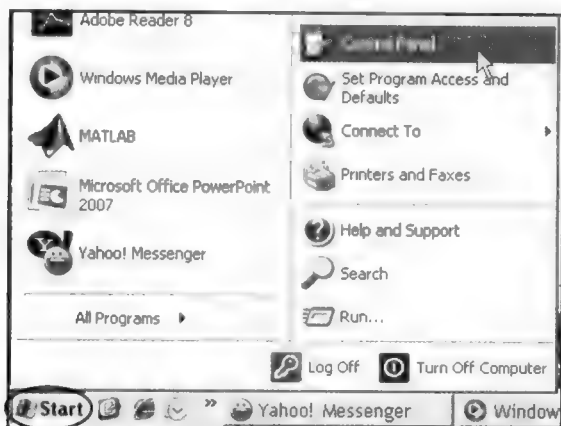 Adobe Reader 8
Windows Media Player
MATLAB
Microsoft Office PowerPoint
2007
Yahoo! Messenger
All Programs
Control Panel
Set Program Access and
Defaults
Connect To
Printers and Faxes
Help and Support
Search
Run...
Log Off
Turn Off Computer
Start
»
Yahoo! Messenger
Window